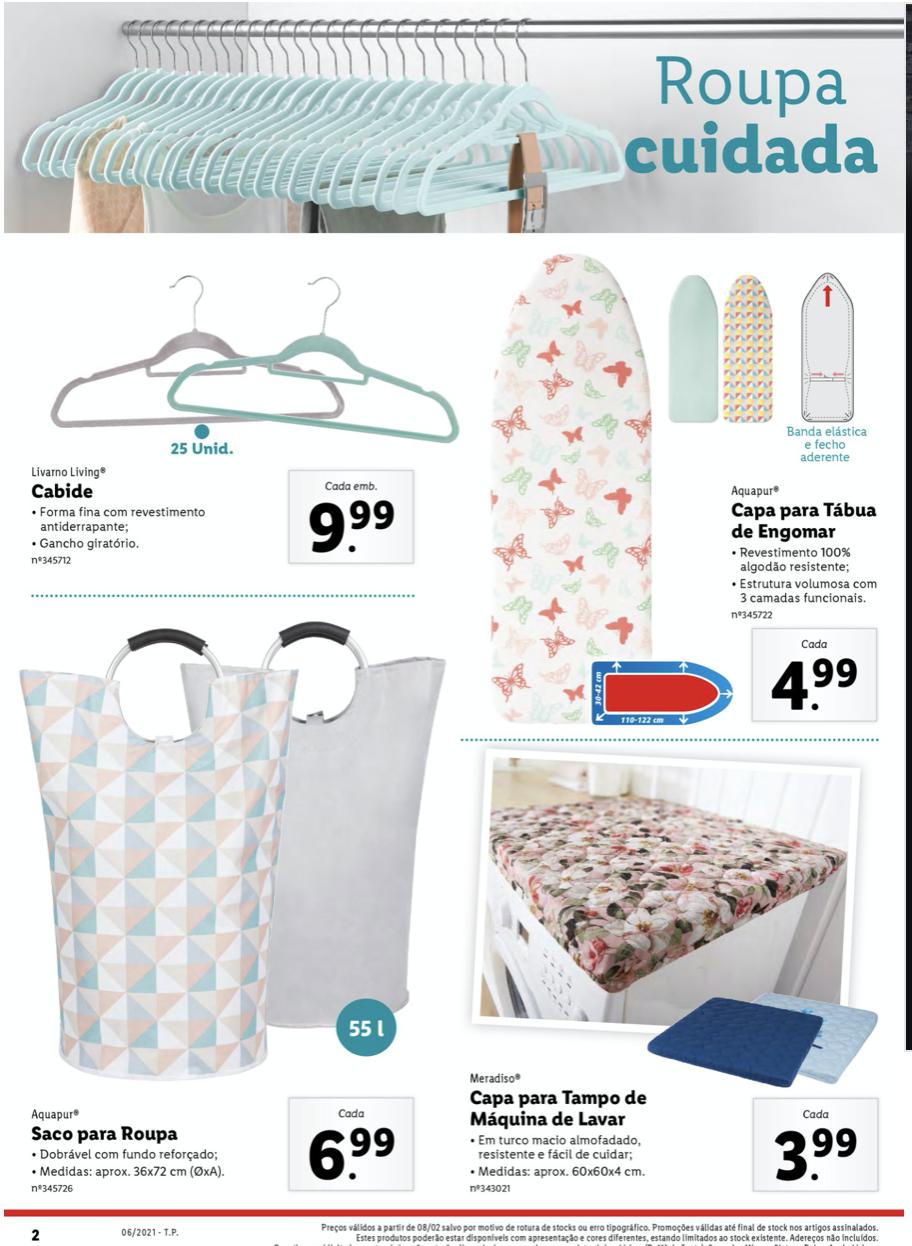 Roupa
cuidada
25 Unid.
Livarno Living®
Cabide
• Forma fina com revestimento
antiderrapante;
• Gancho giratório.
nº345712
Cada emb.
9.99
Banda elástica
e fecho
aderente
Aquapur®
Capa para Tábua
de Engomar
• Revestimento 100%
algodão resistente;
• Estrutura volumosa com
3 camadas funcionais.
nº345722
Cada
4.99
30-42 cm
110-122 cm
55 l
Aquapur®
Saco para Roupa
• Dobrável com fundo reforçado;
• Medidas: aprox. 36x72 cm (ØxA).
nº345726
Cada
6.99
Meradiso®
Capa para Tampo de
Máquina de Lavar
• Em turco macio almofadado,
resistente e fácil de cuidar;
• Medidas: aprox. 60x60x4 cm.
nº343021
Cada
3.99
2
06/2021 - T.P.
Preços válidos a partir de 08/02 salvo por motivo de rotura de stocks ou erro tipográfico. Promoções válidas até final de stock nos artigos assinalados.
Estes produtos poderão estar disponíveis com apresentação e cores diferentes, estando limitados ao stock existente. Adereços não incluídos.